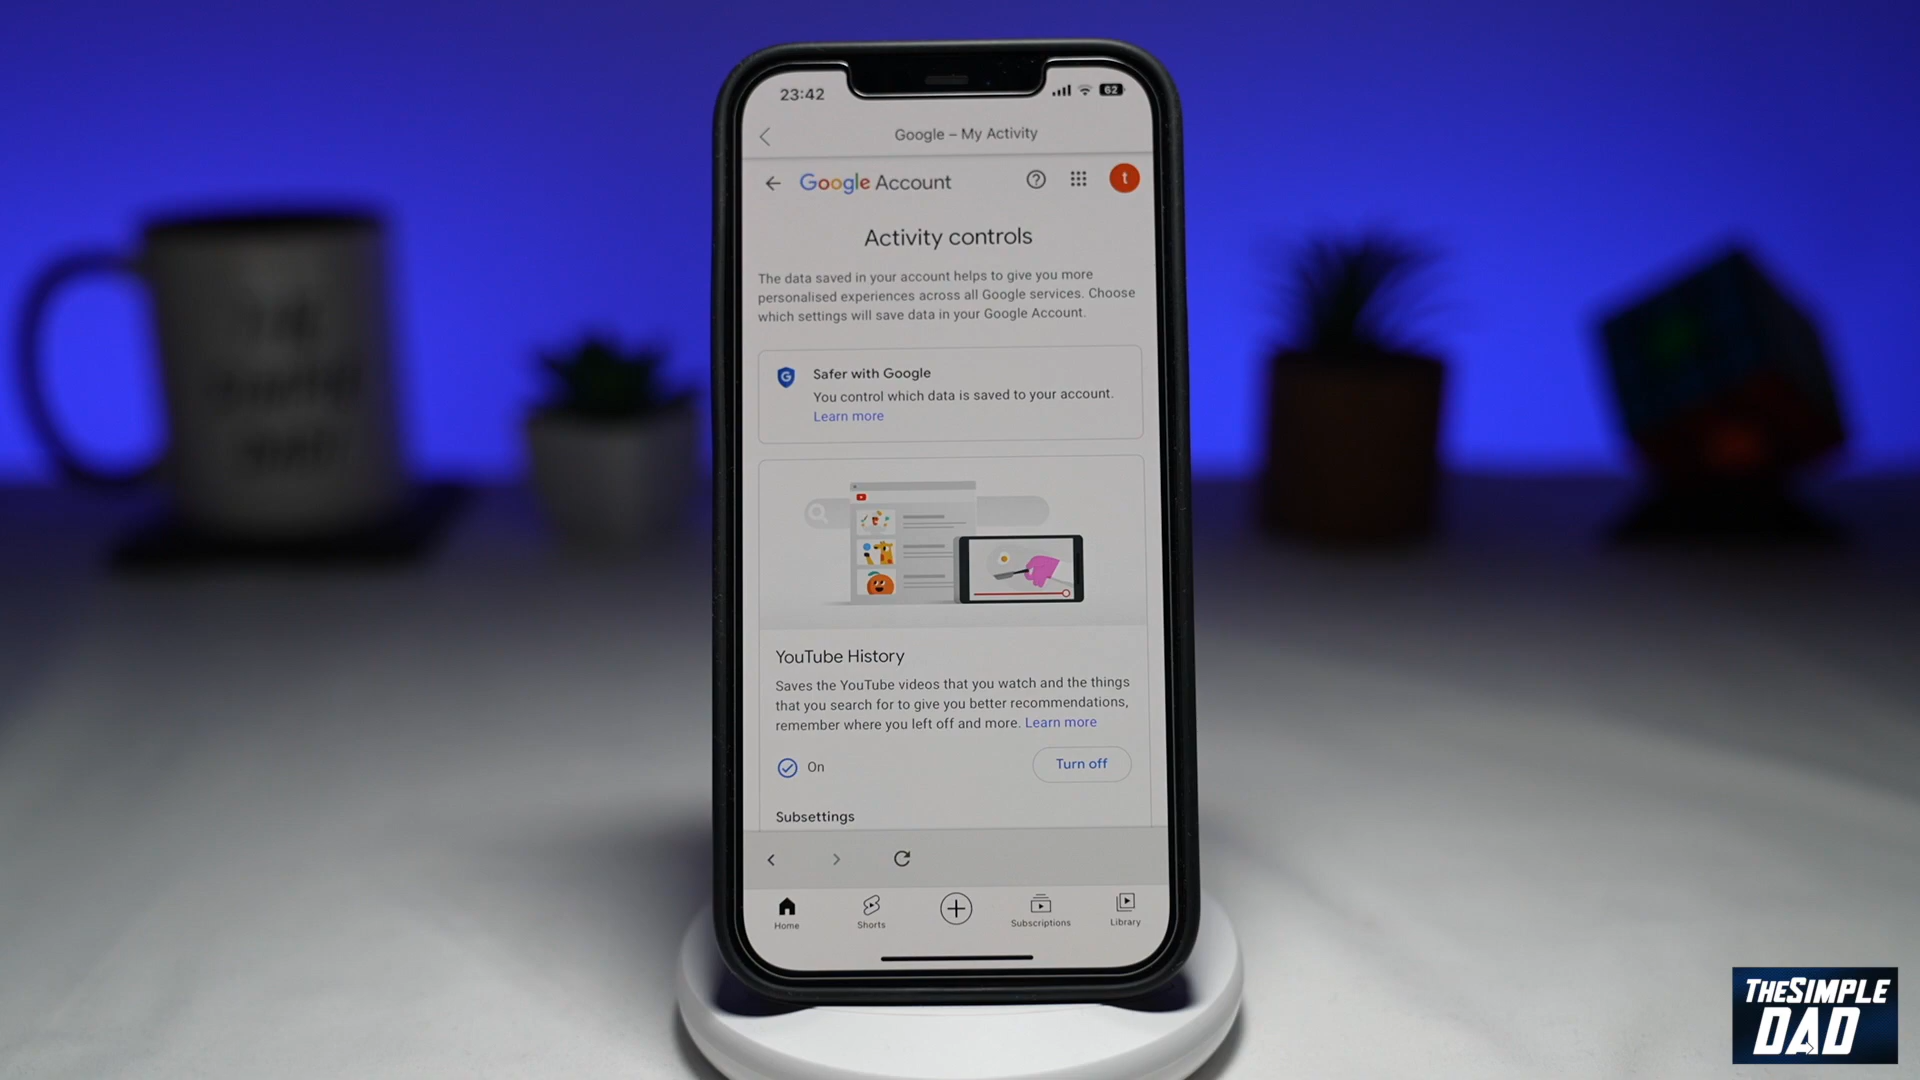 23:42
62
Google – My Activity
Google Account
t
Activity controls
The data saved in your account helps to give you more
personalised experiences across all Google services. Choose
which settings will save data in your Google Account.
G
Safer with Google
You control which data is saved to your account.
Learn more
YouTube History
Saves the YouTube videos that you watch and the things
that you search for to give you better recommendations,
remember where you left off and more. Learn more
On
Turn off
Subsettings
Home
Shorts
Subscriptions
Library
THESIMPLE
DAD